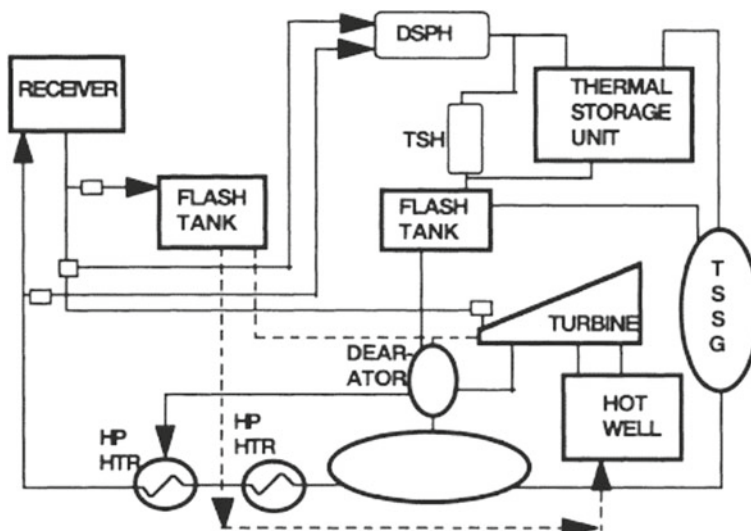 DSPH
RECEIVER
THERMAL
STORAGE
UNIT
TSH
FLASH
TANK
FLASH
TANK
T
S
S
G
TURBINE
DEAR-
ATOR
HOT
WELL
HP
HTR
HP
HTR